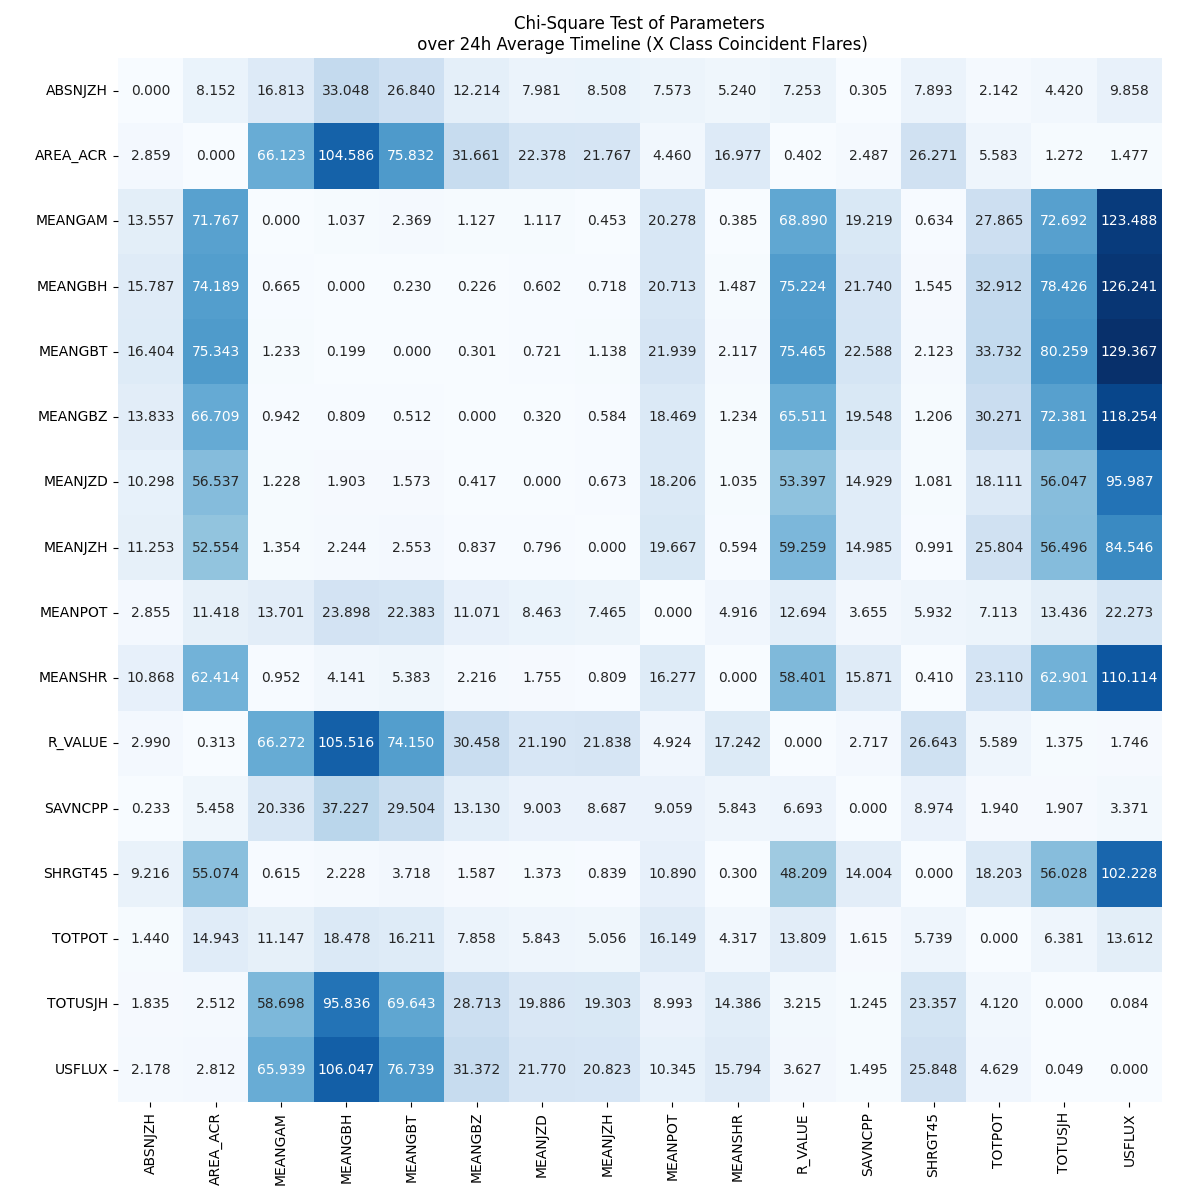 Chi-Square Test of Parameters
over 24h Average Timeline (X Class Coincident Flares)
ABSNJZH 0.000 8.152 16.813 33.048 26.840 12.214 7.981 8.508 7.573 5.240 7.253 0.305 7.893 2.142 4.420 9.858
AREA_ACR 2.859 0.000 66.123 104.586 75.832 31.661 22.378 21.767 4.460 16.977 0.402 2.487 26.271 5.583 1.272 1.477
MEANGAM 13.557 71.767 0.000 1.037 2.369 1.127 1.117 0.453 20.278 0.385 68.890 19.219 0.634 27.865 72.692 123.488
MEANGBH 15.787 74.189 0.665 0.000 0.230 0.226 0.602 0.718 20.713 1.487 75.224 21.740 1.545 32.912 78.426 126.241
MEANGBT 16.404 75.343 1.233 0.199 0.000 0.301 0.721 1.138 21.939 2.117 75.465 22.588 2.123 33.732 80.259 129.367
MEANGBZ 13.833 66.709 0.942 0.809 0.512 0.000 0.320 0.584 18.469 1.234 65.511 19.548 1.206 30.271 72.381 118.254
MEANJZD 10.298 56.537 1.228 1.903 1.573 0.417 0.000 0.673 18.206 1.035 53.397 14.929 1.081 18.111 56.047 95.987
MEANJZH 11.253 52.554 1.354 2.244 2.553 0.837 0.796 0.000 19.667 0.594 59.259 14.985 0.991 25.804 56.496 84.546
MEANPOT 2.855 11.418 13.701 23.898 22.383 11.071 8.463 7.465 0.000 4.916 12.694 3.655 5.932 7.113 13.436 22.273
MEANSHR 10.868 62.414 0.952 4.141 5.383 2.216 1.755 0.809 16.277 0.000 58.401 15.871 0.410 23.110 62.901 110.114
R_VALUE 2.990 0.313 66.272 105.516 74.150 30.458 21.190 21.838 4.924 17.242 0.000 2.717 26.643 5.589 1.375 1.746
SAVNCPP 0.233 5.458 20.336 37.227 29.504 13.130 9.003 8.687 9.059 5.843 6.693 0.000 8.974 1.940 1.907 3.371
SHRGT45 9.216 55.074 0.615 2.228 3.718 1.587 1.373 0.839 10.890 0.300 48.209 14.004 0.000 18.203 56.028 102.228
TOTPOT 1.440 14.943 11.147 18.478 16.211 7.858 5.843 5.056 16.149 4.317 13.809 1.615 5.739 0.000 6.381 13.612
TOTUSJH 1.835 2.512 58.698 95.836 69.643 28.713 19.886 19.303 8.993 14.386 3.215 1.245 23.357 4.120 0.000 0.084
USFLUX 2.178 2.812 65.939 106.047 76.739 31.372 21.770 20.823 10.345 15.794 3.627 1.495 25.848 4.629 0.049 0.000
ABSNJZH AREA_ACR MEANGAM MEANGBH MEANGBT MEANGBZ MEANJZD MEANJZH MEANPOT MEANSHR R_VALUE SAVNCPP SHRGT45 TOTPOT TOTUSJH USFLUX